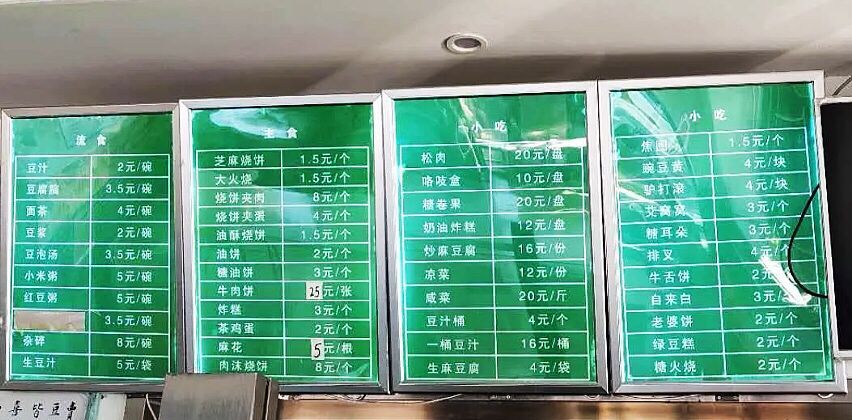 流食
豆汁 2元/碗
豆腐脑 3.5元/碗
面茶 4元/碗
豆浆 2元/碗
豆泡汤 3.5元/碗
小米粥 5元/碗
红豆粥 5元/碗
3.5元/碗
杂碎 8元/碗
生豆汁 5元/袋
主食
芝麻烧饼 1.5元/个
大火烧 1.5元/个
烧饼夹肉 8元/个
烧饼夹蛋 4元/个
油酥烧饼 1.5元/个
油饼 2元/个
糖油饼 3元/个
牛肉饼 25元/张
炸糕 3元/个
茶鸡蛋 2元/个
麻花 5元/根
肉沫烧饼 8元/个
小吃
松肉 20元/盘
咯吱盒 10元/盘
糖卷果 20元/盘
奶油炸糕 12元/盘
炒麻豆腐 16元/份
凉菜 12元/份
咸菜 20元/斤
豆汁桶 4元/个
一桶豆汁 16元/桶
生麻豆腐 4元/袋
小吃
焦圈 1.5元/个
豌豆黄 4元/块
驴打滚 4元/块
艾窝窝 3元/个
糖耳朵 3元/个
排叉 4元/
牛舌饼 2元/
自来白 3元/
老婆饼 2元/个
绿豆糕 2元/个
糖火烧 2元/个